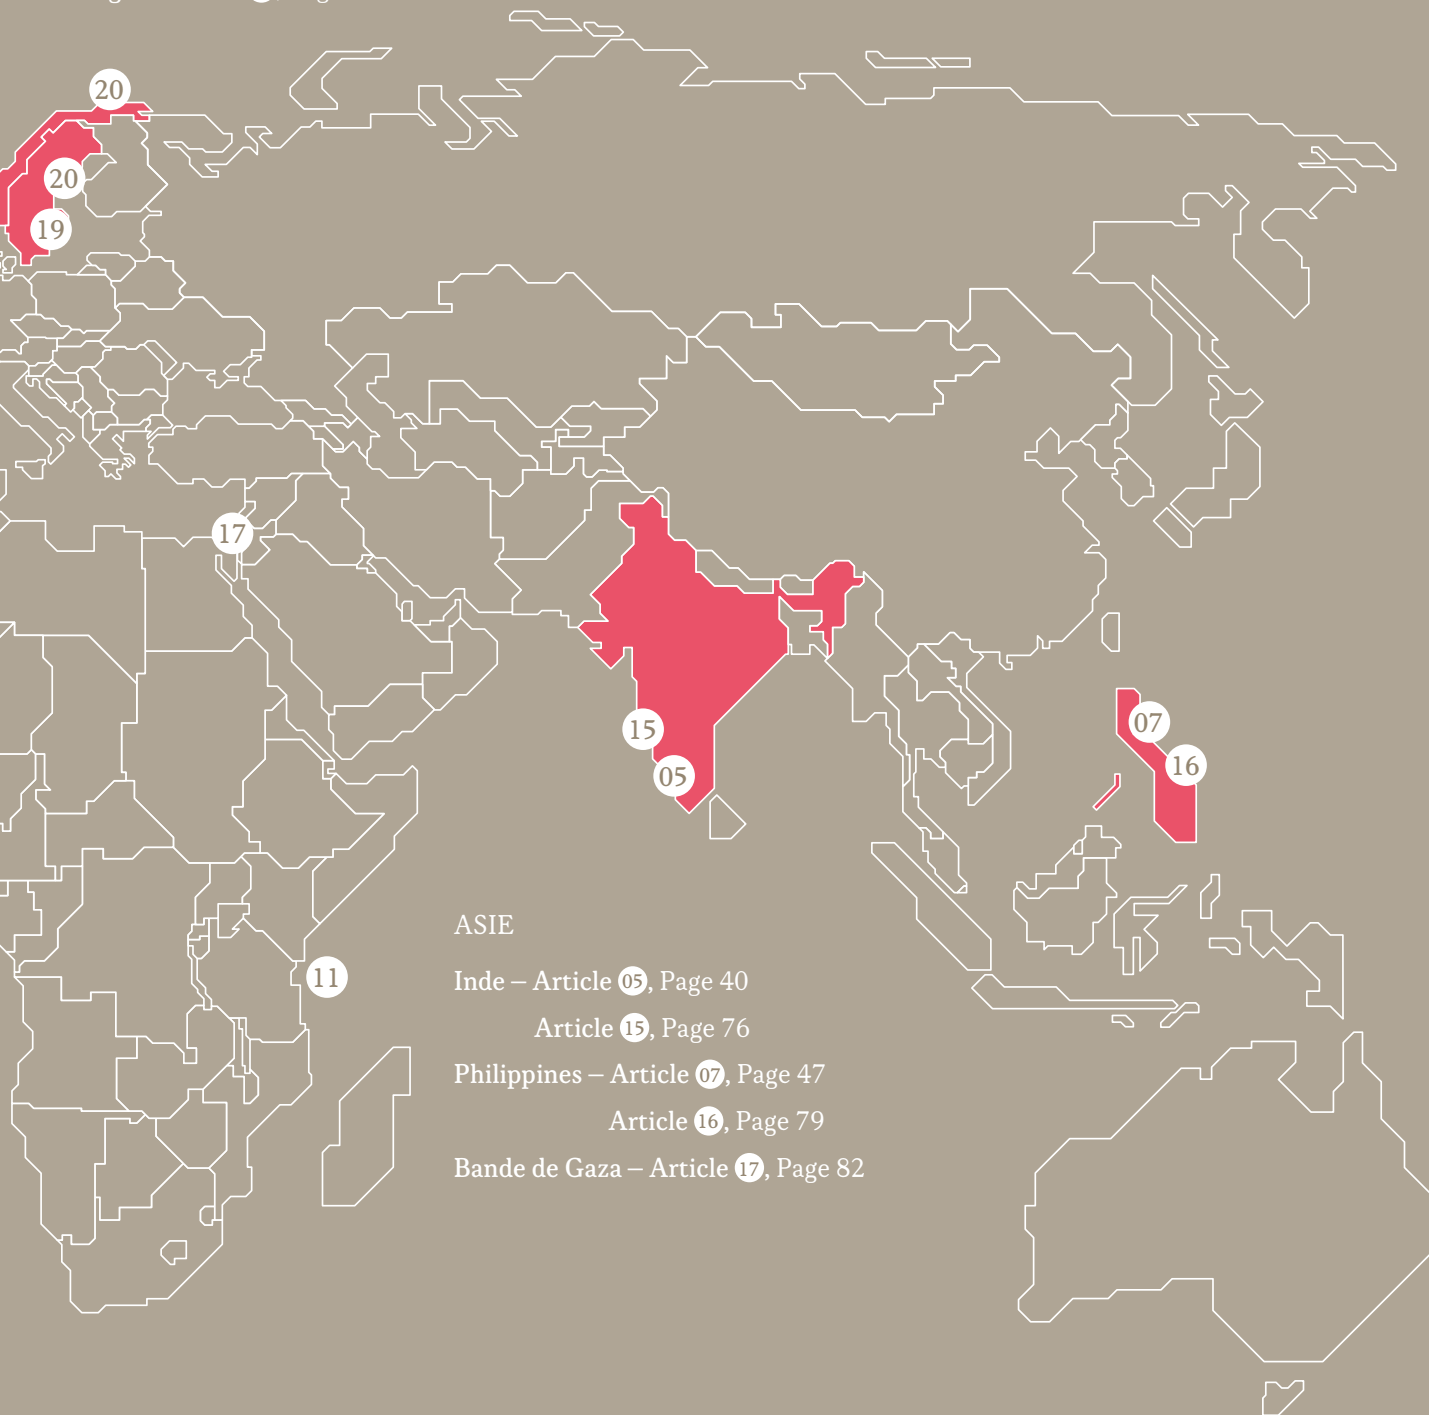 20
20
19
17
15
05
07
16
11
ASIE
Inde – Article 05, Page 40
Article 15, Page 76
Philippines – Article 07, Page 47
Article 16, Page 79
Bande de Gaza – Article 17, Page 82